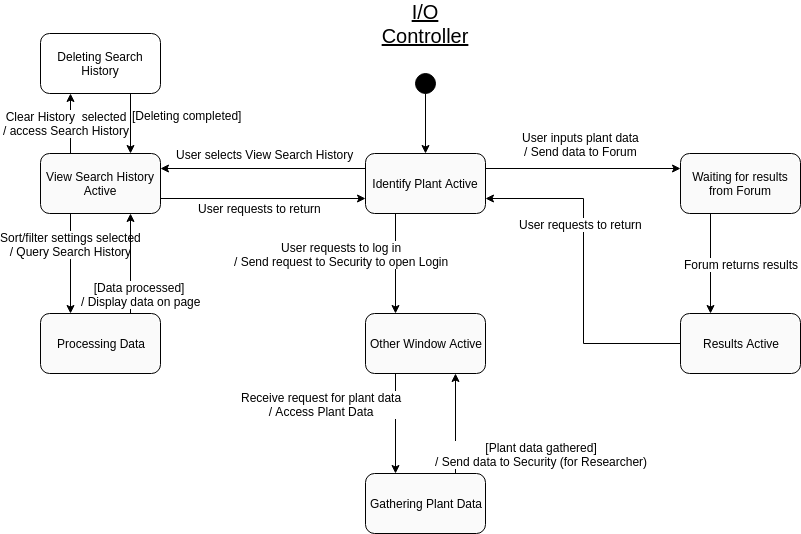 I/O
Controller
Deleting Search
History
Clear History  selected
/ access Search History
[Deleting completed]
User selects View Search History
User inputs plant data
/ Send data to Forum
View Search History
Active
Identify Plant Active
Waiting for results
from Forum
User requests to return
User requests to return
Sort/filter settings selected
/ Query Search History
User requests to log in
/ Send request to Security to open Login
Forum returns results
[Data processed]
/ Display data on page
Processing Data
Other Window Active
Results Active
Receive request for plant data
/ Access Plant Data
[Plant data gathered]
/ Send data to Security (for Researcher)
Gathering Plant Data